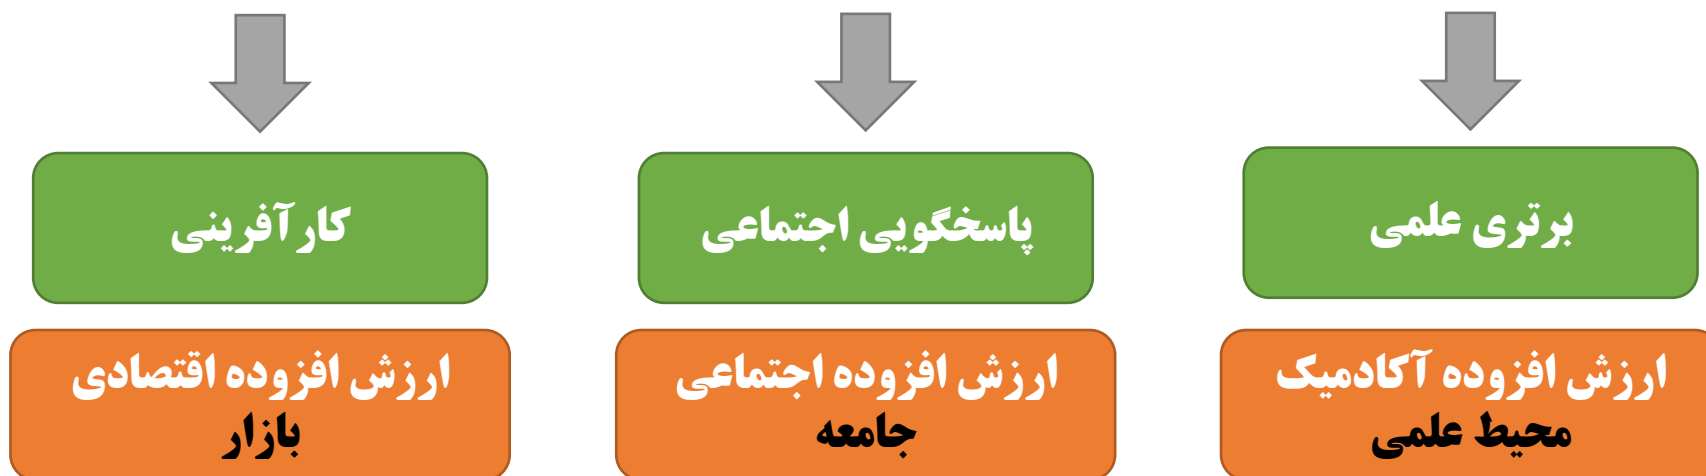 برتری علمی
پاسخگویی اجتماعی
کارآفرینی
ارزش افزوده آکادمیک
محیط علمی
ارزش افزوده اجتماعی
جامعه
ارزش افزوده اقتصادی
بازار